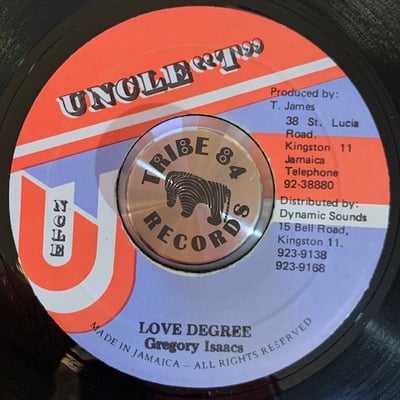 UNCLE "T"
Produced by:
T. James
38 St. Lucia
Road.
Kingston 11
Jamaica
Telephone
92-38880
Distributed by:
Dynamic Sounds
15 Bell Road,
Kingston 11.
923-9138
923-9168
TRIBE 84
RECORDS
U
NCLE
LOVE DEGREE
Gregory Isaacs
MADE IN JAMAICA - ALL RIGHTS RESERVED